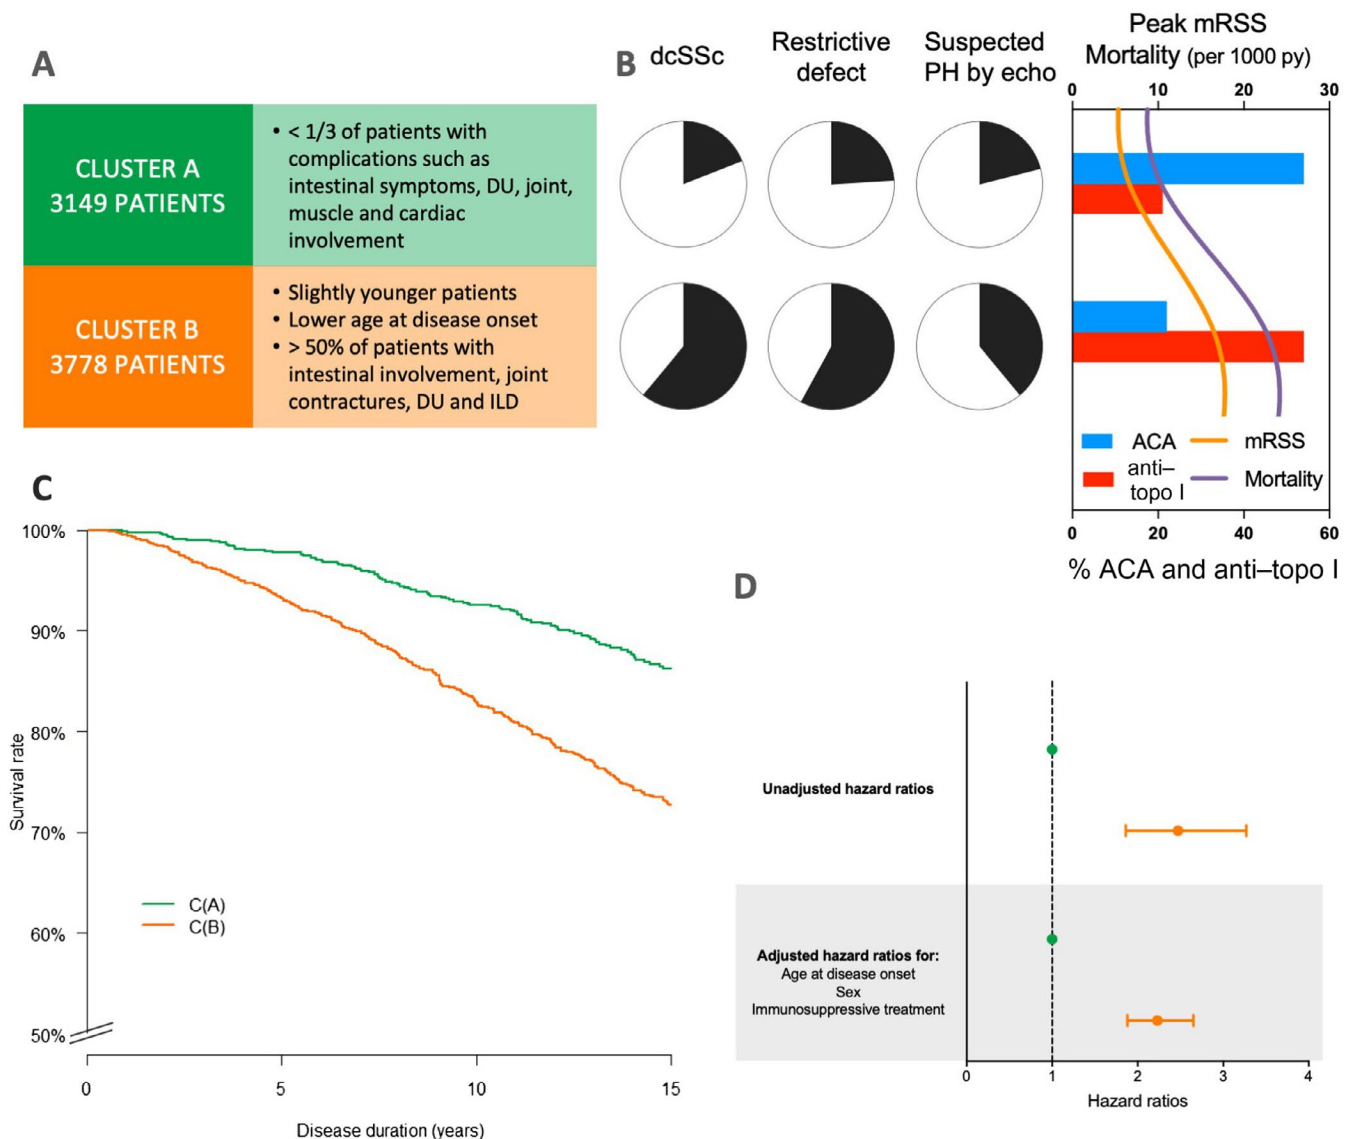 A
CLUSTER A
3149 PATIENTS
• < 1/3 of patients with
complications such as
intestinal symptoms, DU, joint,
muscle and cardiac
involvement
CLUSTER B
3778 PATIENTS
• Slightly younger patients
• Lower age at disease onset
• > 50% of patients with
intestinal involvement, joint
contractures, DU and ILD
B
dcSSc
Restrictive
defect
Suspected
PH by echo
Peak mRSS
Mortality (per 1000 py)
0 10 20 30
ACA
mRSS
anti–
topo I
Mortality
0 20 40 60
% ACA and anti–topo I
C
100%
90%
80%
70%
60%
50%
Survival rate
C(A)
C(B)
0 5 10 15
Disease duration (years)
D
Unadjusted hazard ratios
Adjusted hazard ratios for:
Age at disease onset
Sex
Immunosuppressive treatment
0 1 2 3 4
Hazard ratios